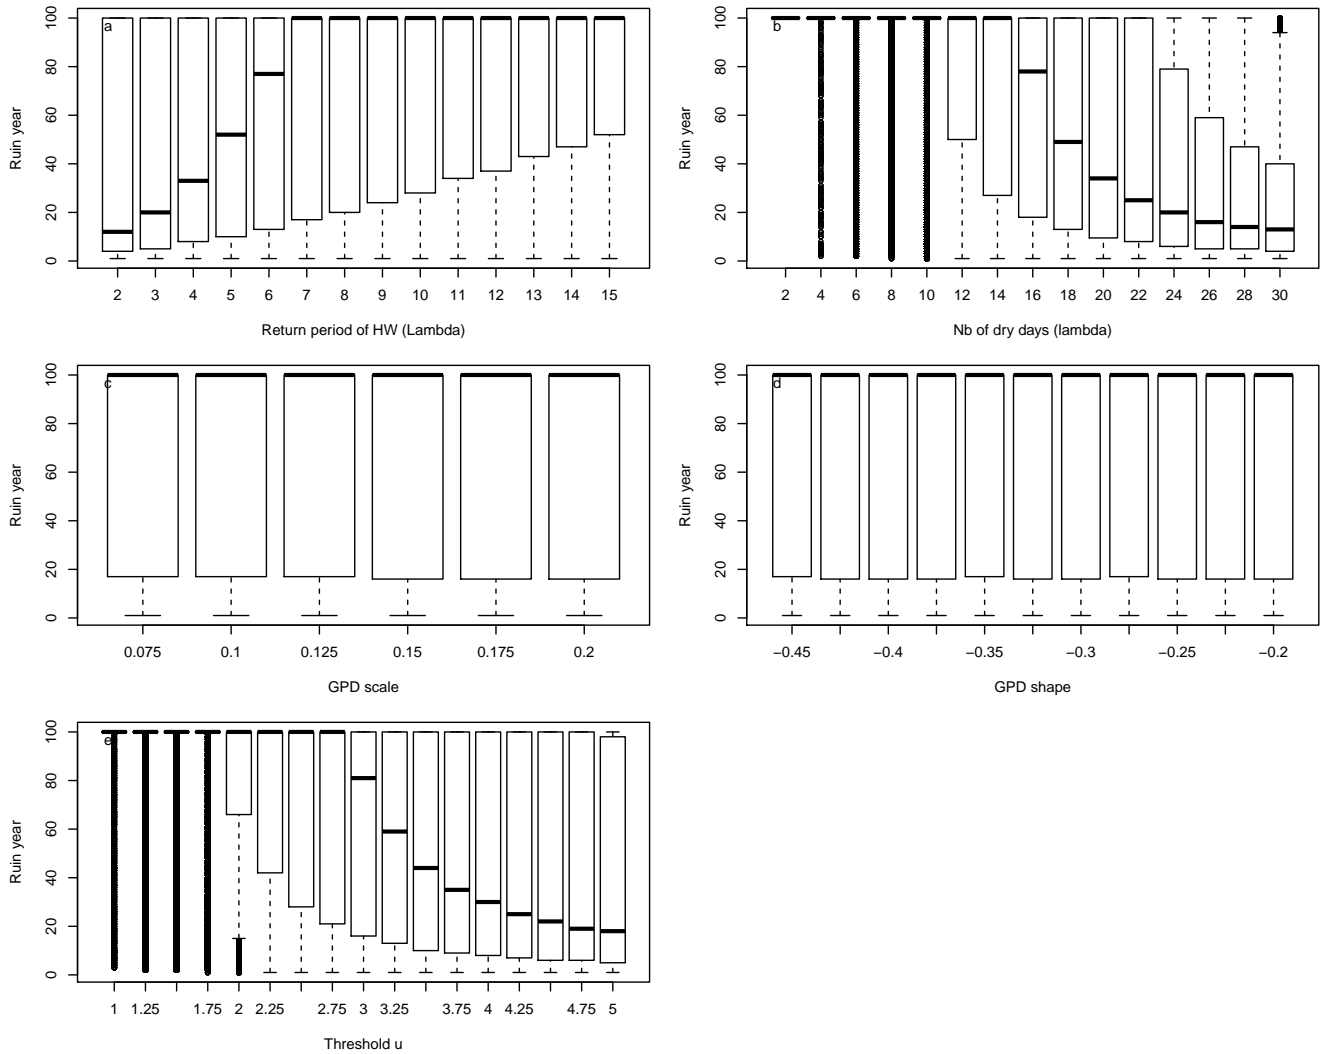 a
Ruin year
0 20 40 60 80 100
2 3 4 5 6 7 8 9 10 11 12 13 14 15
Return period of HW (Lambda)
b
Ruin year
0 20 40 60 80 100
2 4 6 8 10 12 14 16 18 20 22 24 26 28 30
Nb of dry days (lambda)
c
Ruin year
0 20 40 60 80 100
0.075 0.1 0.125 0.15 0.175 0.2
GPD scale
d
Ruin year
0 20 40 60 80 100
−0.45 −0.4 −0.35 −0.3 −0.25 −0.2
GPD shape
e
Ruin year
0 20 40 60 80 100
1 1.25 1.75 2 2.25 2.75 3 3.25 3.75 4 4.25 4.75 5
Threshold u